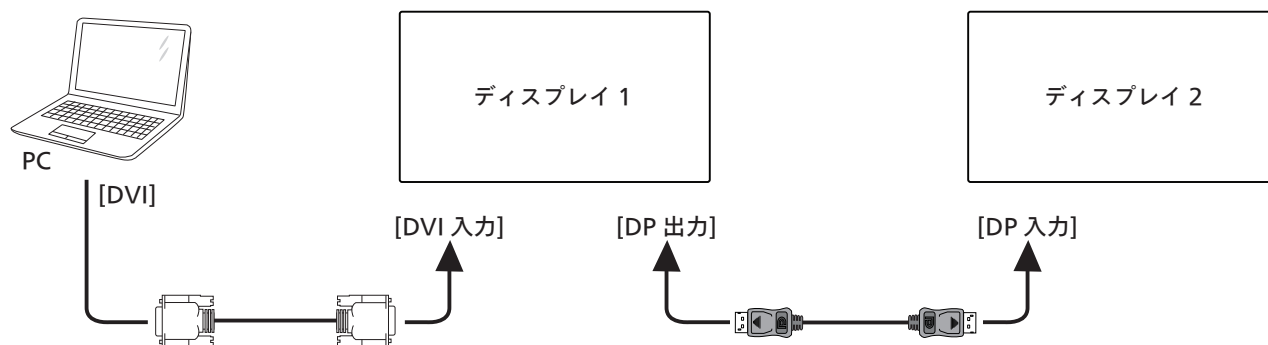 ディスプレイ 1
ディスプレイ 2
PC
[DVI]
[DVI 入力]
[DP 出力]
[DP 入力]